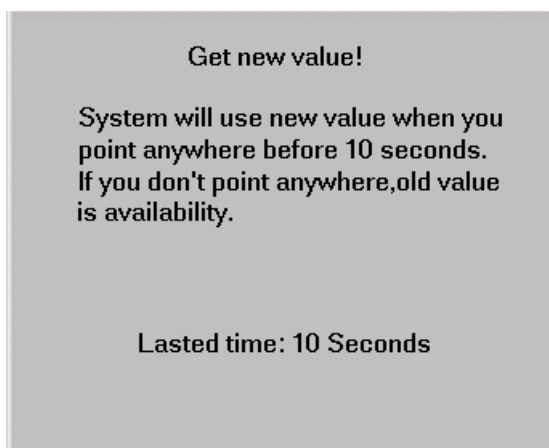 Get new value!
System will use new value when you
point anywhere before 10 seconds.
If you don't point anywhere,old value
is availability.
Lasted time: 10 Seconds